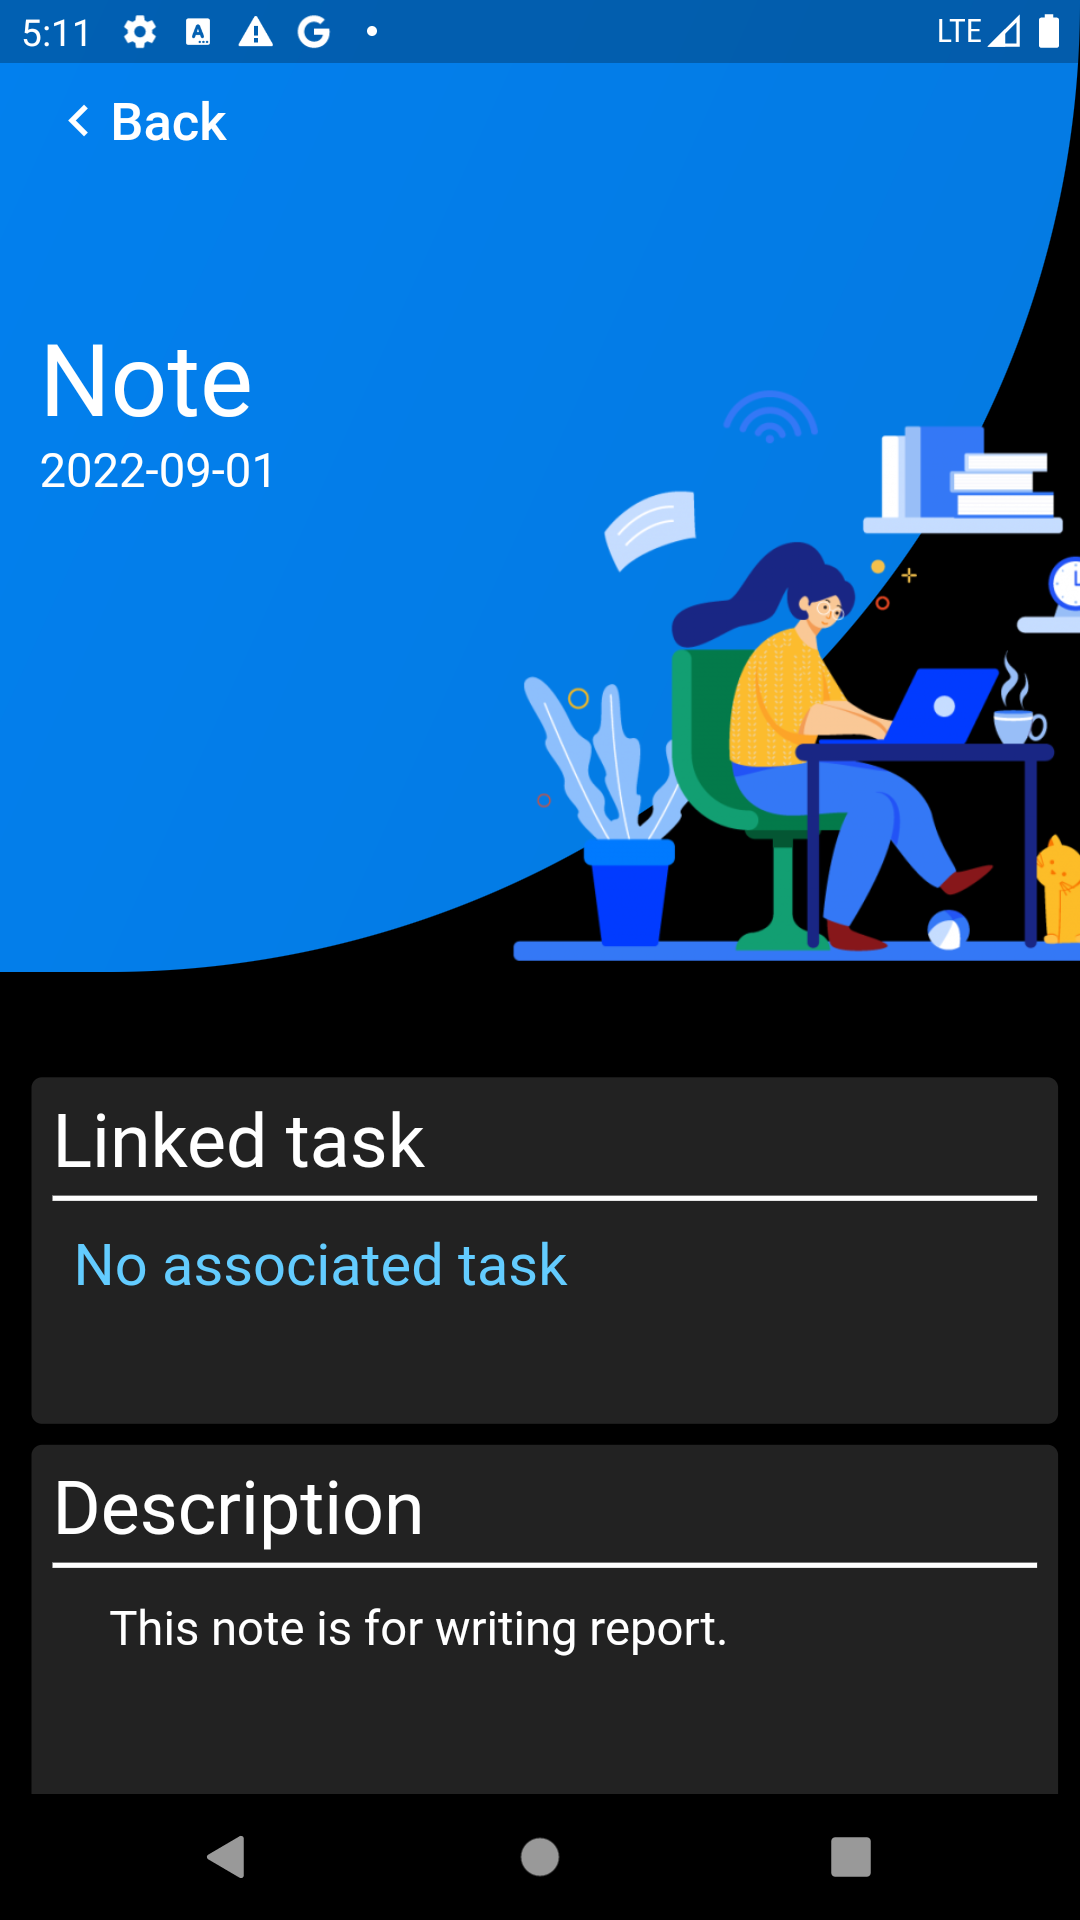 5:11
LTE
Back
Note
2022-09-01
Linked task
No associated task
Description
This note is for writing report.